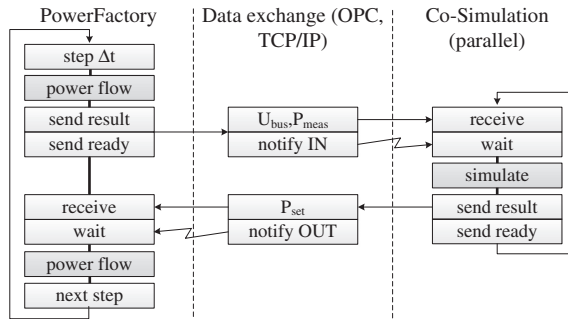 PowerFactory
step Δt
power flow
send result
send ready
receive
wait
power flow
next step
Data exchange (OPC,
TCP/IP)
U_bus,P_meas
notify IN
P_set
notify OUT
Co-Simulation
(parallel)
receive
wait
simulate
send result
send ready